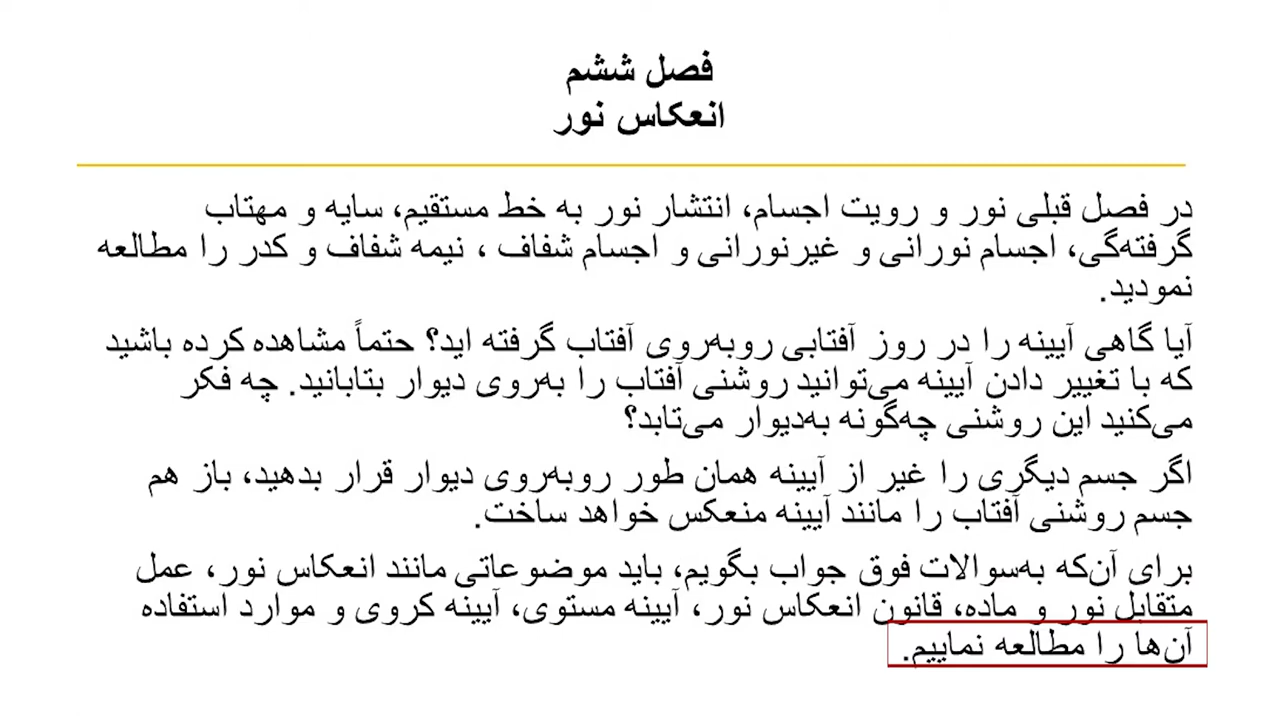 فصل ششم
انعکاس نور
در فصل قبلی نور و رویت اجسام، انتشار نور به خط مستقیم، سایه و مهتاب
گرفته‌گی، اجسام نورانی و غیرنورانی و اجسام شفاف ، نیمه شفاف و کدر را مطالعه
نمودید.
آیا گاهی آیینه را در روز آفتابی روبه‌روی آفتاب گرفته اید؟ حتماً مشاهده کرده باشید
که با تغییر دادن آیینه می‌توانید روشنی آفتاب را به‌روی دیوار بتابانید. چه فکر
می‌کنید این روشنی چه‌گونه به‌دیوار می‌تابد؟
اگر جسم دیگری را غیر از آیینه همان طور روبه‌روی دیوار قرار بدهید، باز هم
جسم روشنی آفتاب را مانند آیینه منعکس خواهد ساخت.
برای آن‌که به‌سوالات فوق جواب بگویم، باید موضوعاتی مانند انعکاس نور، عمل
متقابل نور و ماده، قانون انعکاس نور، آیینه مستوی، آیینه کروی و موارد استفاده
آن‌ها را مطالعه نماییم.